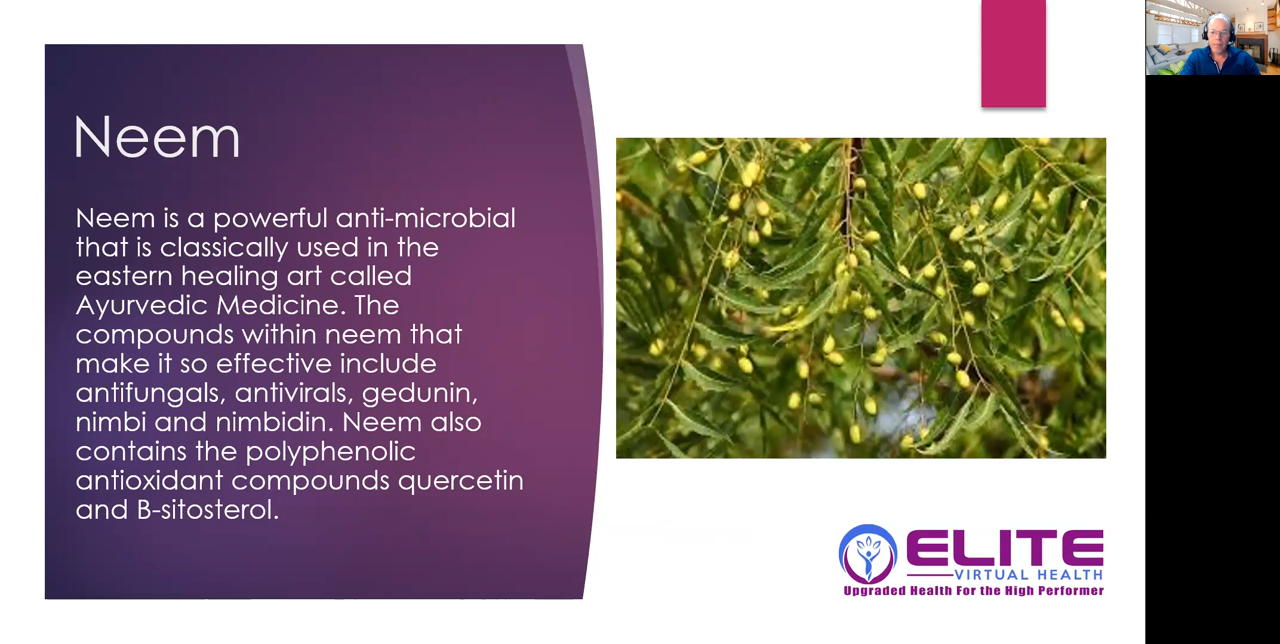 Neem
Neem is a powerful anti-microbial
that is classically used in the
eastern healing art called
Ayurvedic Medicine. The
compounds within neem that
make it so effective include
antifungals, antivirals, gedunin,
nimbi and nimbidin. Neem also
contains the polyphenolic
antioxidant compounds quercetin
and B-sitosterol.
ELITE
VIRTUAL HEALTH
Upgraded Health For the High Performer